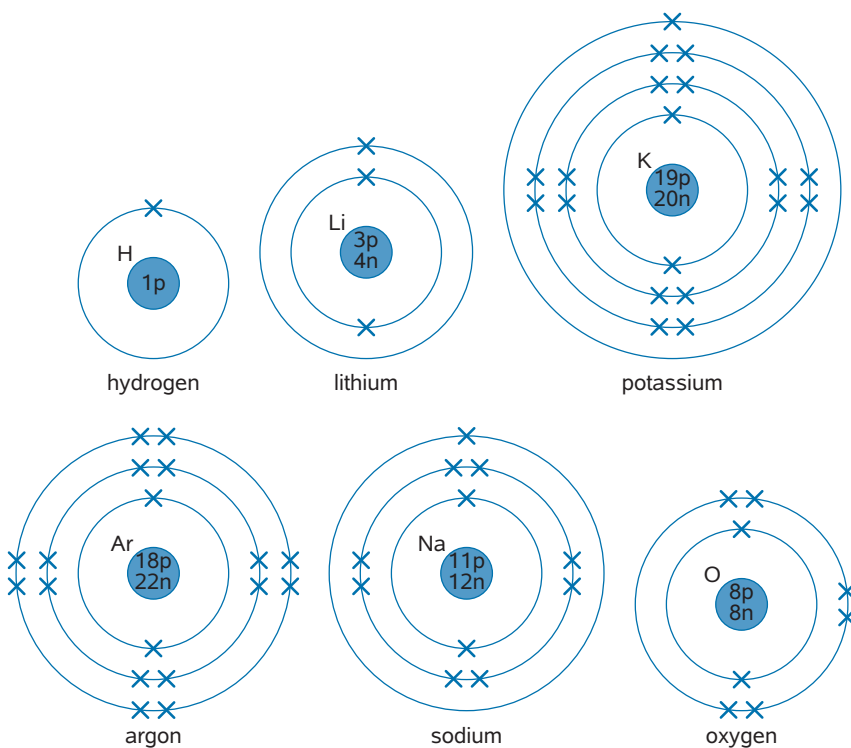 H
1p
hydrogen
Li
3p
4n
lithium
K
19p
20n
potassium
Ar
18p
22n
argon
Na
11p
12n
sodium
O
8p
8n
oxygen